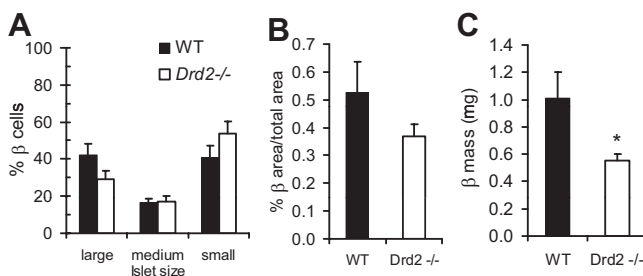 A
% β cells
100
80
60
40
20
0
WT
Drd2-/-
large
medium
small
Islet size
B
% β area/total area
0.7
0.6
0.5
0.4
0.3
0.2
0.1
0.0
WT
Drd2 -/-
C
β mass (mg)
1.4
1.2
1.0
0.8
0.6
0.4
0.2
0.0
*
WT
Drd2 -/-